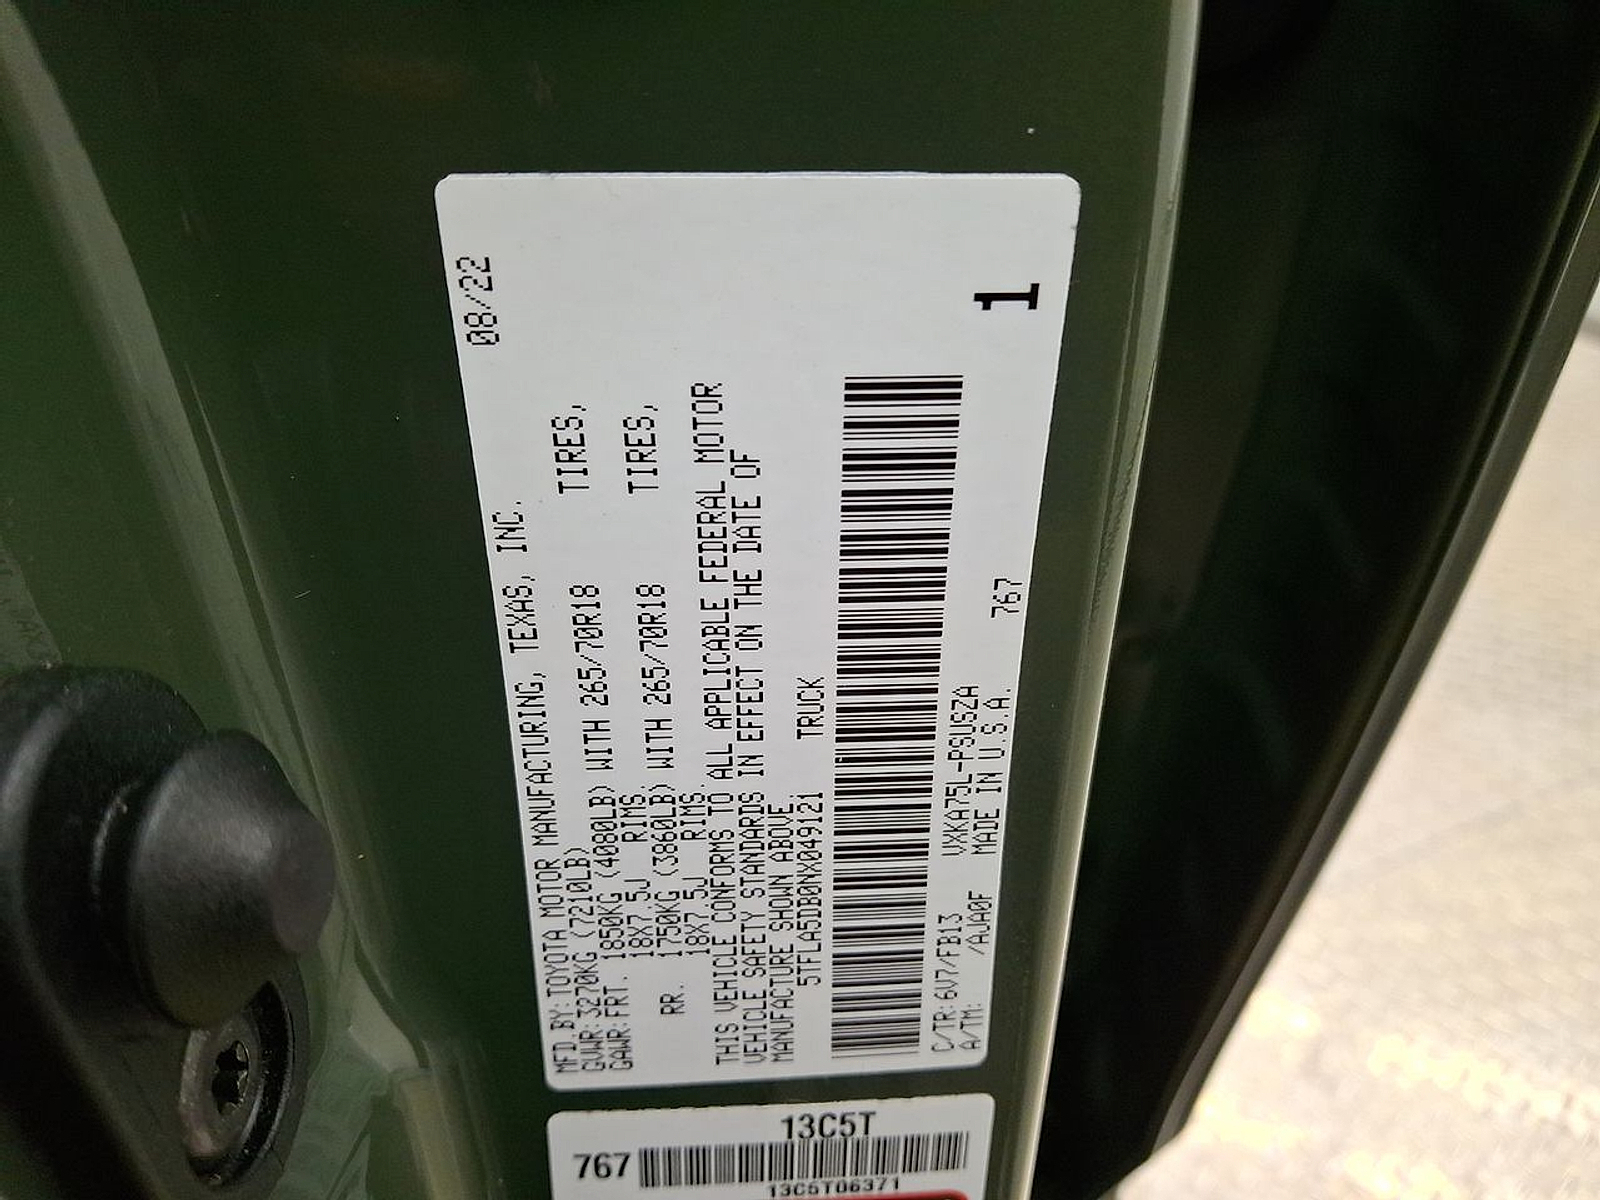 08/22
MFD.BY:TOYOTA MOTOR MANUFACTURING, TEXAS, INC.
GVWR:3270KG (7210LB)
GAWR:FRT. 1850KG (4080LB) WITH 265/70R18 TIRES,
18X7.5J RIMS.
RR. 1750KG (3860LB) WITH 265/70R18 TIRES,
18X7.5J RIMS.
THIS VEHICLE CONFORMS TO ALL APPLICABLE FEDERAL MOTOR
VEHICLE SAFETY STANDARDS IN EFFECT ON THE DATE OF
MANUFACTURE SHOWN ABOVE.
5TFLA5DB0NX049121 TRUCK
C/TR:6V7/FB13 VXKA75L-PSUSZA
A/TM: /AJA0F MADE IN U.S.A. 767
1
13C5T
767
13C5T06371